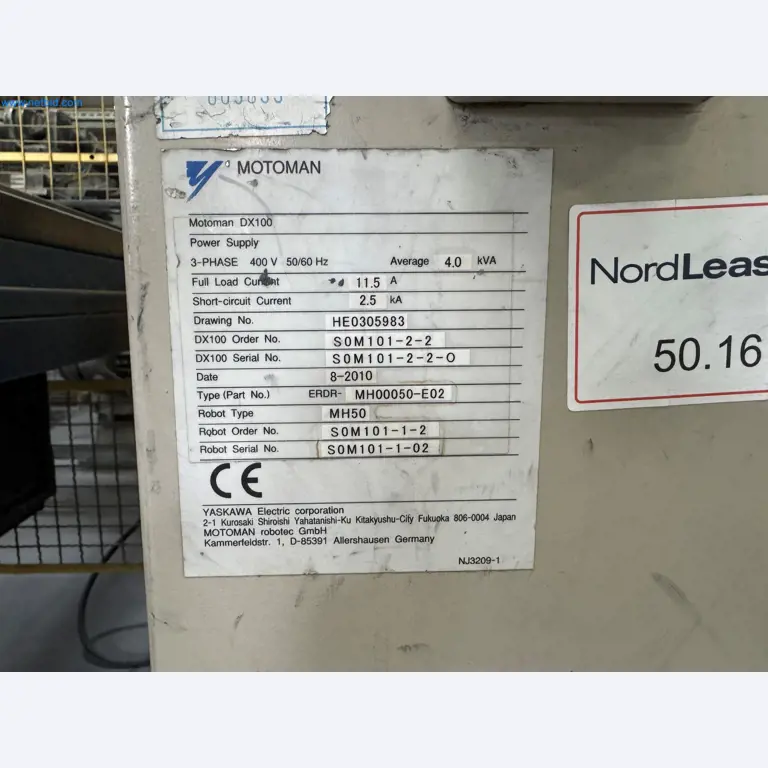 MOTOMAN
Motoman DX100
Power Supply
3-PHASE 400 V 50/60 Hz Average 4.0 kVA
Full Load Current 11.5 A
Short-circuit Current 2.5 kA
Drawing No. HE0305983
DX100 Order No. S0M101-2-2
DX100 Serial No. S0M101-2-2-0
Date 8-2010
Type (Part No.) ERDR- MH00050-E02
Robot Type MH50
Robot Order No. S0M101-1-2
Robot Serial No. S0M101-1-02
CE
YASKAWA Electric corporation
2-1 Kurosaki Shiroishi Yahatanishi-Ku Kitakyushu-City Fukuoka 806-0004 Japan
MOTOMAN robotec GmbH
Kammerfeldstr. 1, D-85391 Allershausen Germany
NJ3209-1
NordLeas
50.16